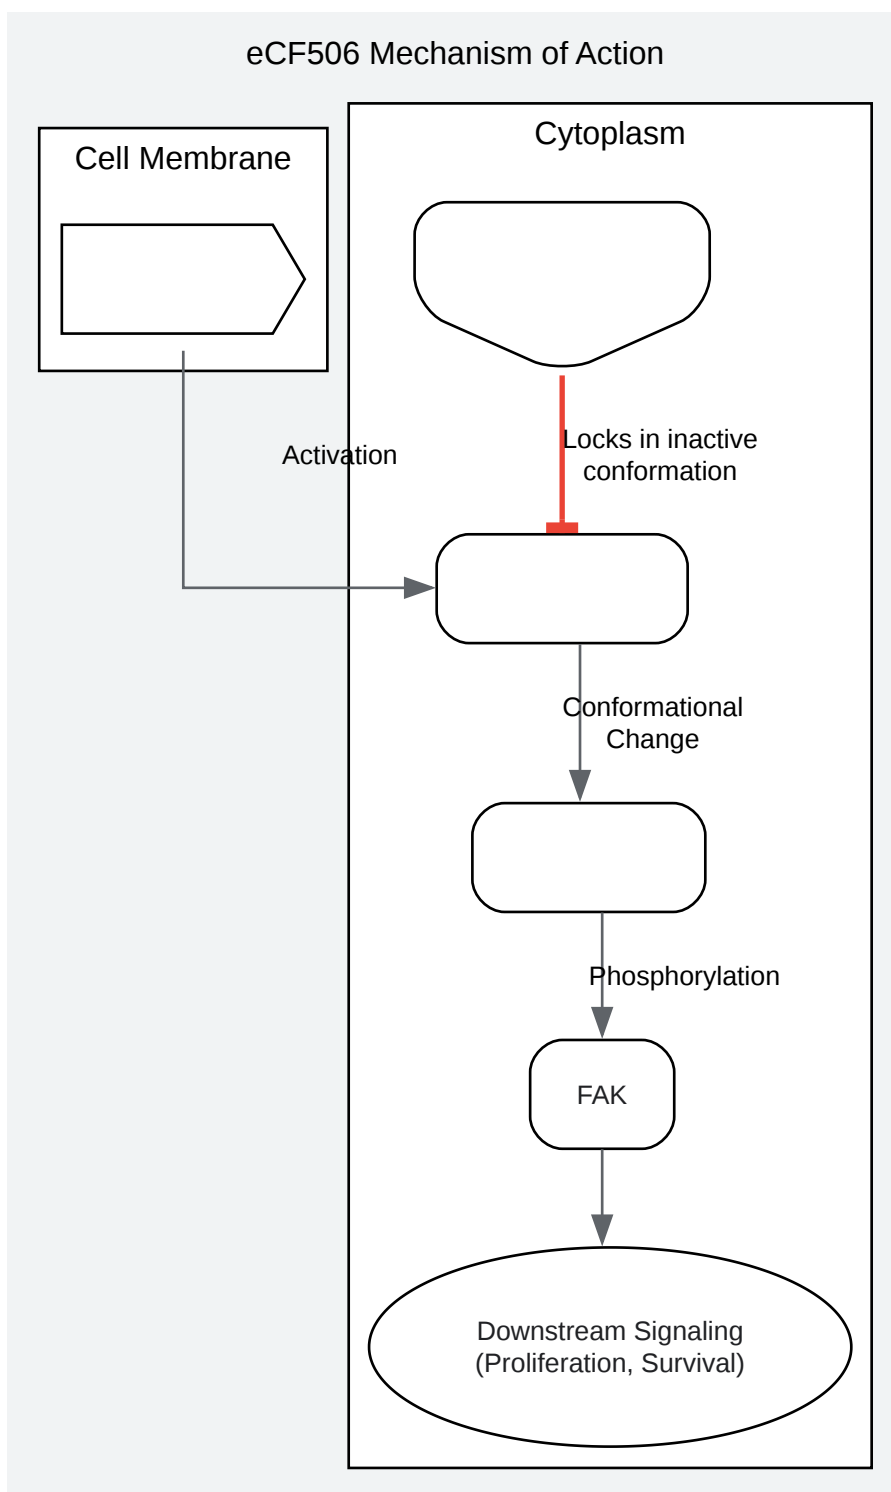 eCF506 Mechanism of Action
Cell Membrane
Cytoplasm
Activation
Locks in inactive
conformation
Conformational
Change
Phosphorylation
FAK
Downstream Signaling
(Proliferation, Survival)